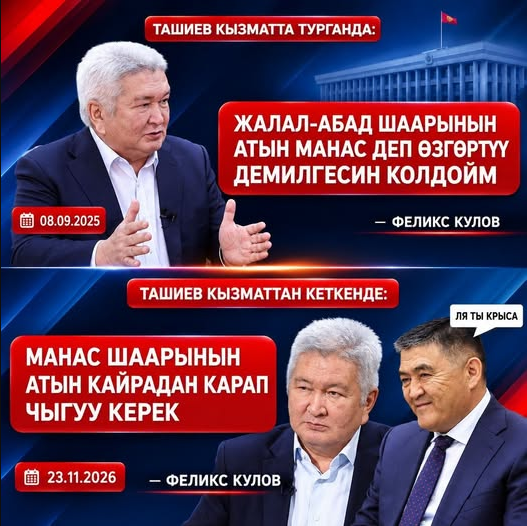 ТАШИЕВ КЫЗМАТТА ТУРГАНДА:
ЖАЛАЛ-АБАД ШААРЫНЫН
АТЫН МАНАС ДЕП ӨЗГӨРТҮҮ
ДЕМИЛГЕСИН КОЛДОЙМ
08.09.2025
— ФЕЛИКС КУЛОВ
ТАШИЕВ КЫЗМАТТАН КЕТКЕНДЕ:
ЛЯ ТЫ КРЫСА
МАНАС ШААРЫНЫН
АТЫН КАЙРАДАН КАРАП
ЧЫГУУ КЕРЕК
23.11.2026
— ФЕЛИКС КУЛОВ